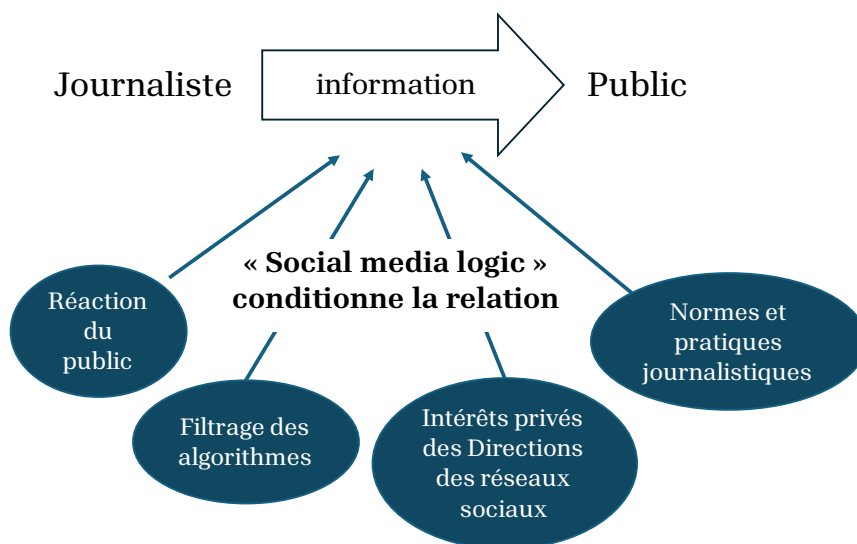 Journaliste
information
Public
« Social media logic »
conditionne la relation
Réaction
du
public
Filtrage des
algorithmes
Intérêts privés
des Directions
des réseaux
sociaux
Normes et
pratiques
journalistiques